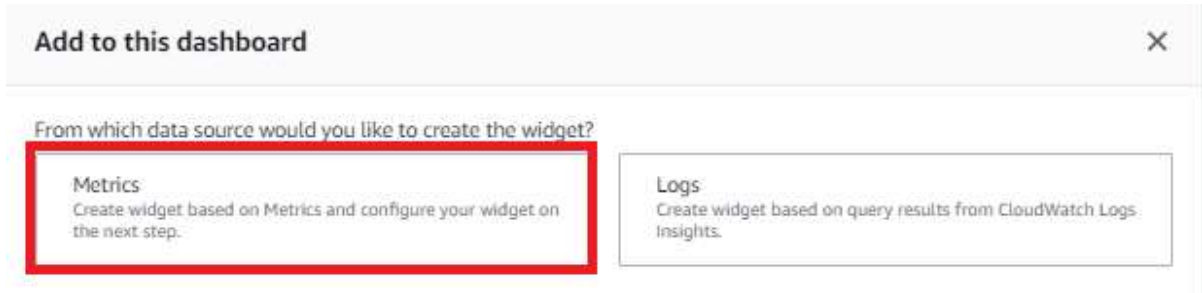 Add to this dashboard
From which data source would you like to create the widget?
Metrics
Create widget based on Metrics and configure your widget on
the next step.
Logs
Create widget based on query results from CloudWatch Logs
Insights.